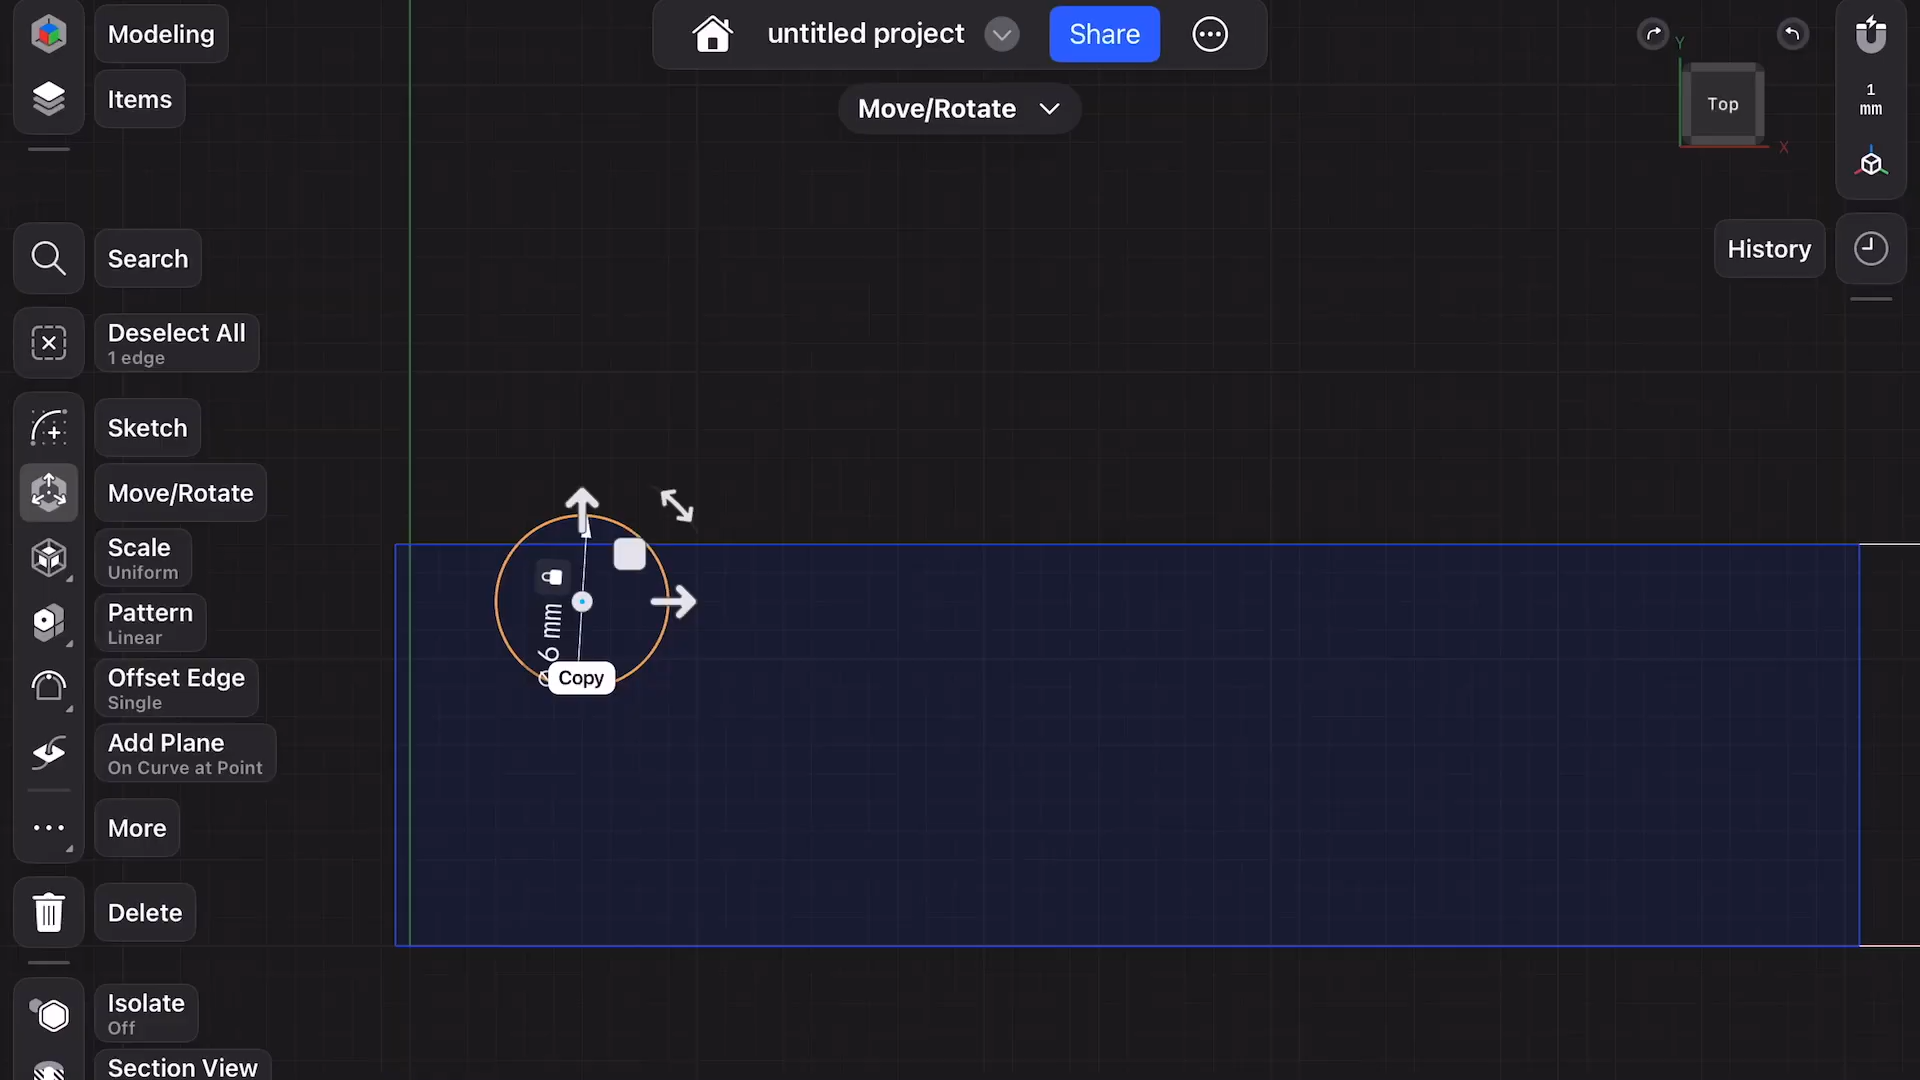 Modeling
Items
untitled project
Share
Move/Rotate
Y
Top
X
1
mm
History
Search
Deselect All
1 edge
Sketch
Move/Rotate
Scale
Uniform
Pattern
Linear
Offset Edge
Single
Add Plane
On Curve at Point
More
Delete
Isolate
Off
Section View
⌀6 mm
Copy